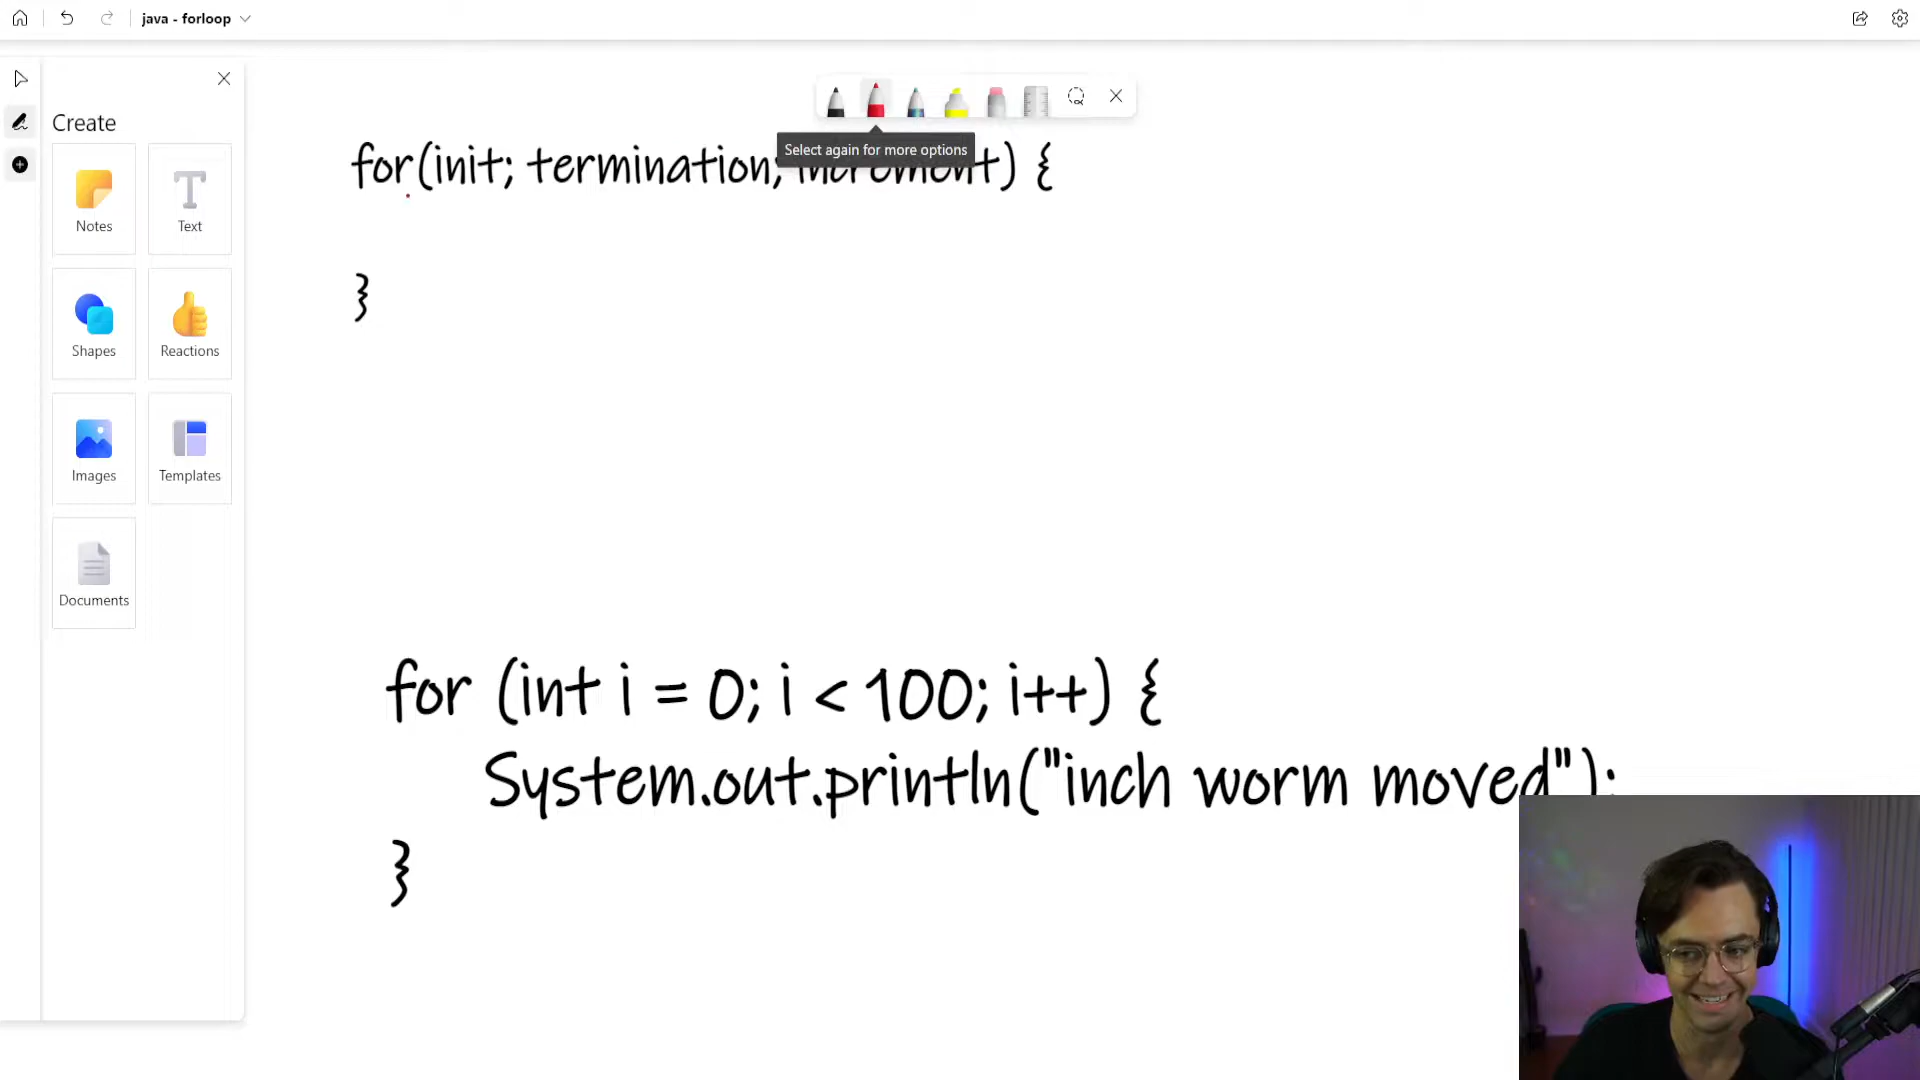 java - forloop
Create
Notes
Text
Shapes
Reactions
Images
Templates
Documents
Select again for more options
for(init; termination; increment) {
}
for (int i = 0; i < 100; i++) {
System.out.println("inch worm moved");
}